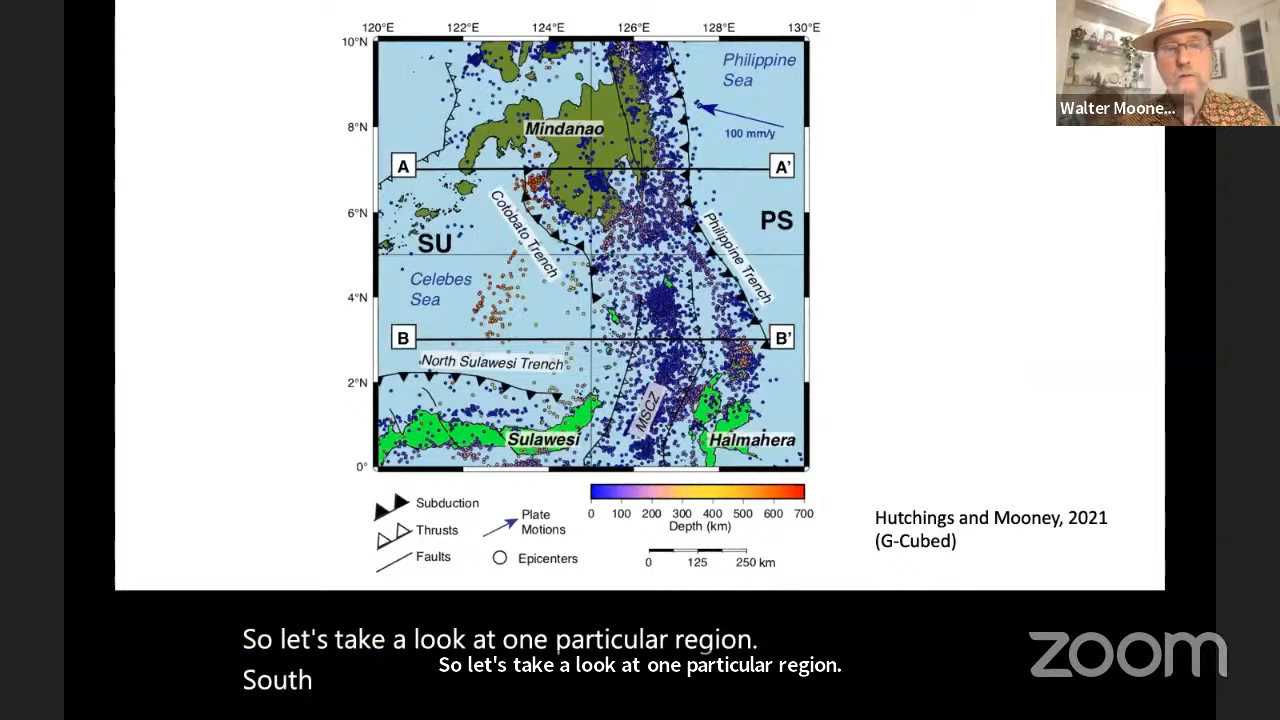 120°E 122°E 124°E 126°E 128°E 130°E
10°N
8°N
6°N
4°N
2°N
0°
Philippine
Sea
100 mm/y
Mindanao
A A'
Cotobato Trench
Philippine Trench
PS
SU
Celebes
Sea
B B'
North Sulawesi Trench
MSCZ
Sulawesi
Halmahera
Subduction
Thrusts
Faults
Plate
Motions
Epicenters
0 100 200 300 400 500 600 700
Depth (km)
0 125 250 km
Hutchings and Mooney, 2021
(G-Cubed)
Walter Moone...
So let's take a look at one particular region.
South
So let's take a look at one particular region.
zoom